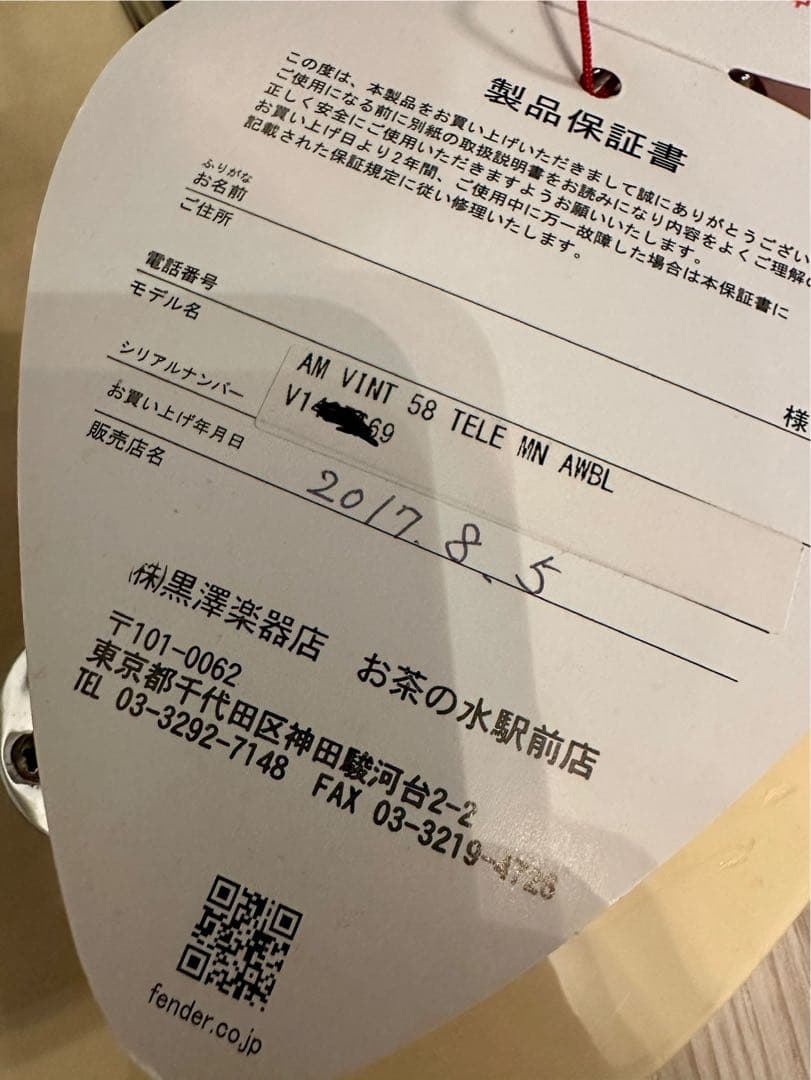 製品保証書
この度は、本製品をお買い上げいただきまして誠にありがとうござい
ご使用になる前に別紙の取扱説明書をお読みになり内容をよくご理解の
正しく安全にご使用いただきますようお願いいたします。
お買い上げ日より2年間、ご使用中に万一故障した場合は本保証書に
記載された保証規定に従い修理いたします。
ふりがな
お名前
様
ご住所
電話番号
モデル名
AM VINT 58 TELE MN AWBL
シリアルナンバー
V14 69
お買い上げ年月日
2017.8.5
販売店名
(株)黒澤楽器店 お茶の水駅前店
〒101-0062
東京都千代田区神田駿河台2-2
TEL 03-3292-7148 FAX 03-3219-4728
fender.co.jp